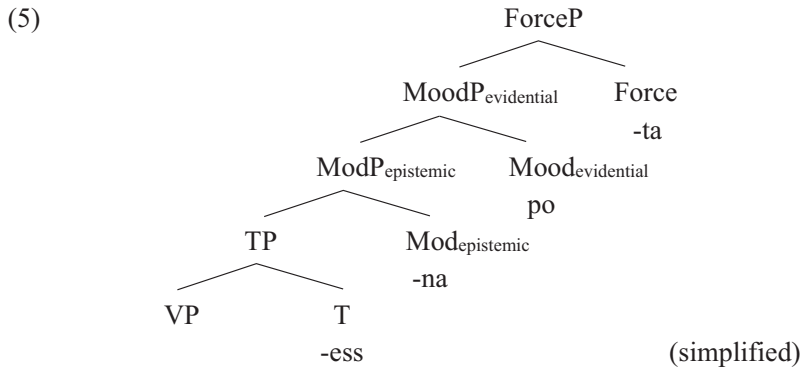 (5) ForceP
MoodPevidential Force
-ta
ModPepistemic Moodevidential
po
TP Modepistemic
-na
VP T
-ess (simplified)